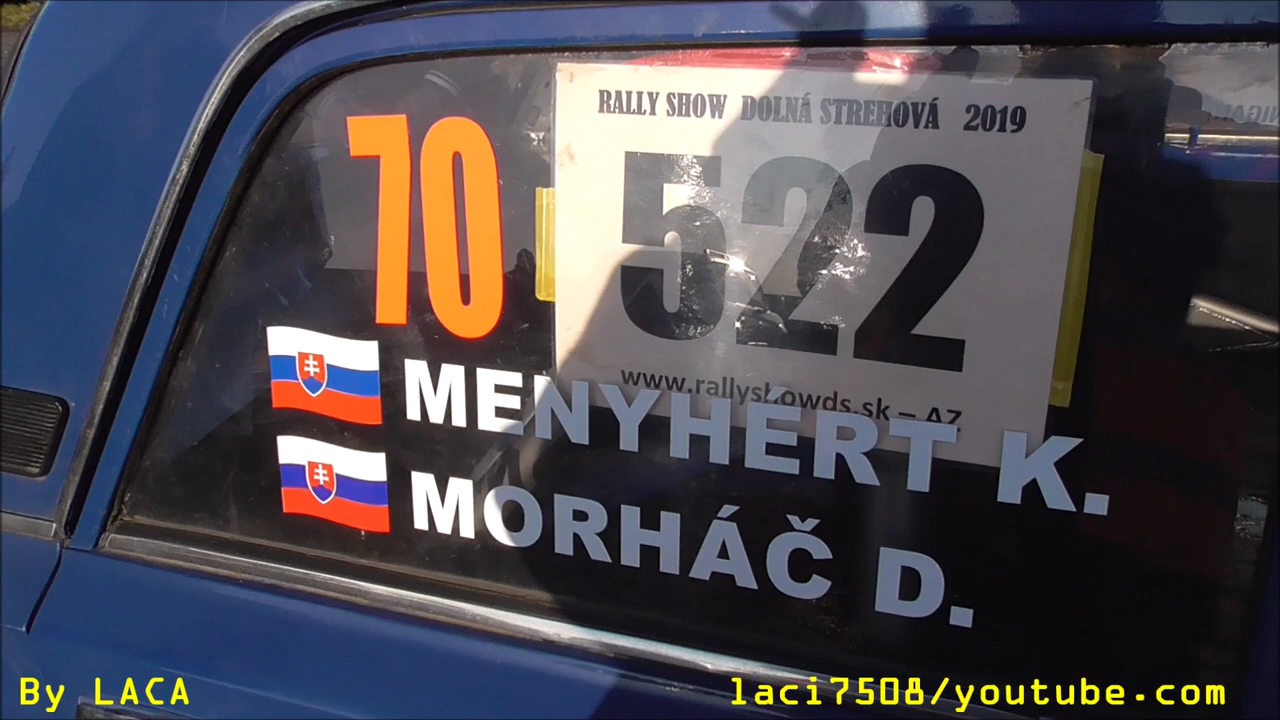 RALLY SHOW DOLNÁ STREHOVÁ 2019
70
522
www.rallyshowds.sk – AZ
MENYHÉRT K.
MORHÁČ D.
By LACA
laci7508/youtube.com